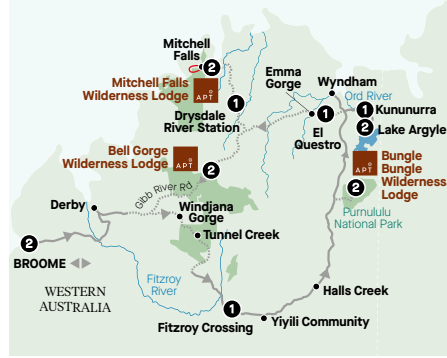 Mitchell
Falls
2
Mitchell Falls
Wilderness Lodge
APT
Emma
Gorge
Wyndham
Ord River
1
Kununurra
1
Drysdale
River Station
1
El
Questro
2
Lake Argyle
Bell Gorge
Wilderness Lodge
APT
2
APT
Bungle
Bungle
Wilderness
Lodge
2
Purnululu
National Park
Gibb River Rd
Derby
Windjana
Gorge
Tunnel Creek
2
BROOME
Fitzroy
River
WESTERN
AUSTRALIA
Halls Creek
1
Fitzroy Crossing
Yiyili Community